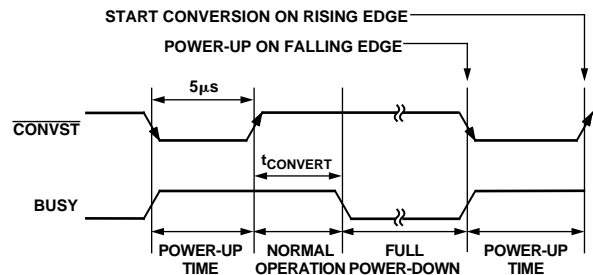 START CONVERSION ON RISING EDGE
POWER-UP ON FALLING EDGE
5µs
CONVST
tCONVERT
BUSY
POWER-UP TIME
NORMAL OPERATION
FULL POWER-DOWN
POWER-UP TIME